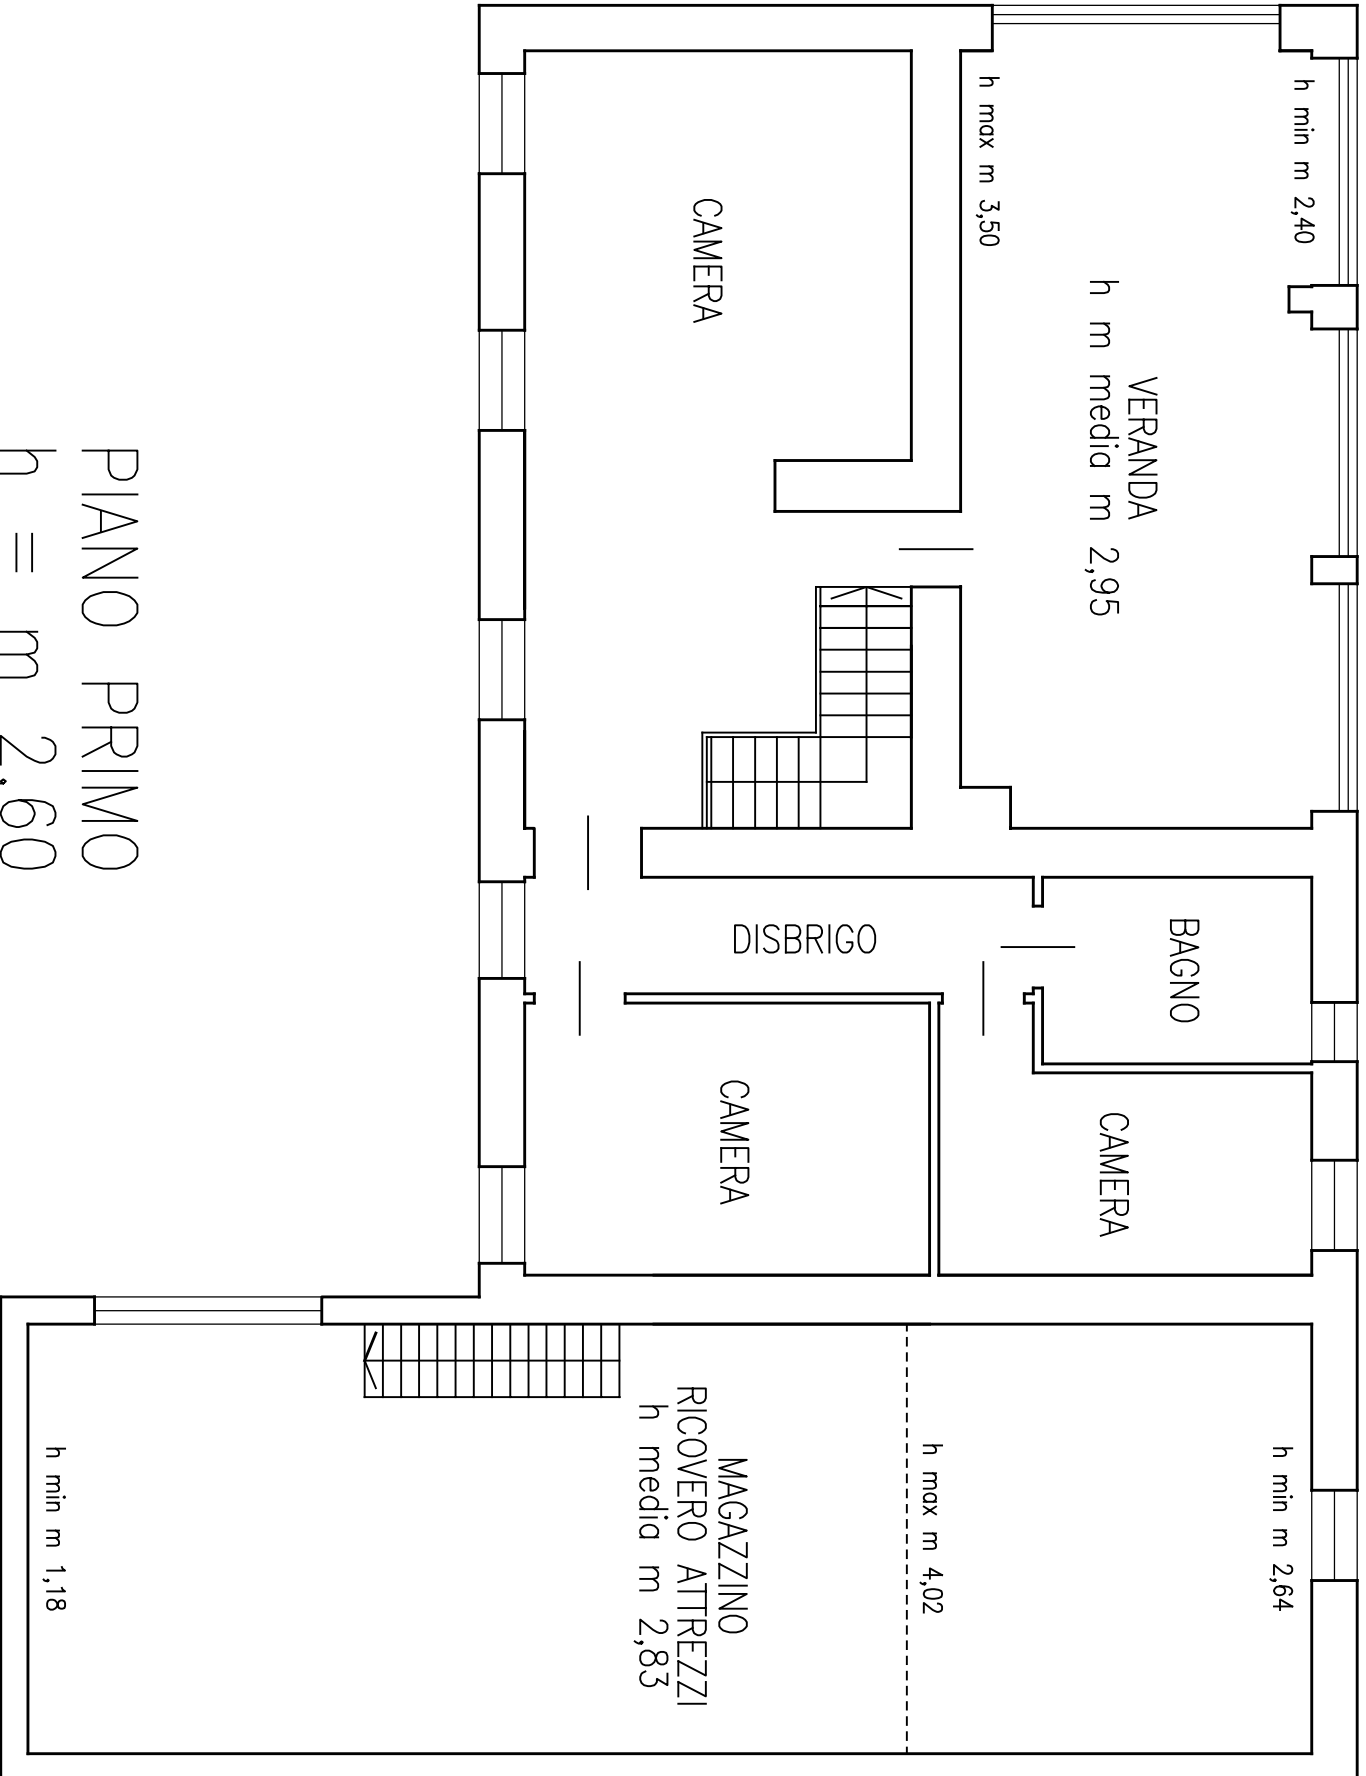 h min m 2,40
h max m 3,50
VERANDA
h m media m 2,95
CAMERA
BAGNO
DISBRIGO
CAMERA
CAMERA
h min m 2,64
h max m 4,02
MAGAZZINO
RICOVERO ATTREZZI
h media m 2,83
h min m 1,18
PIANO PRIMO
h = m 2,60